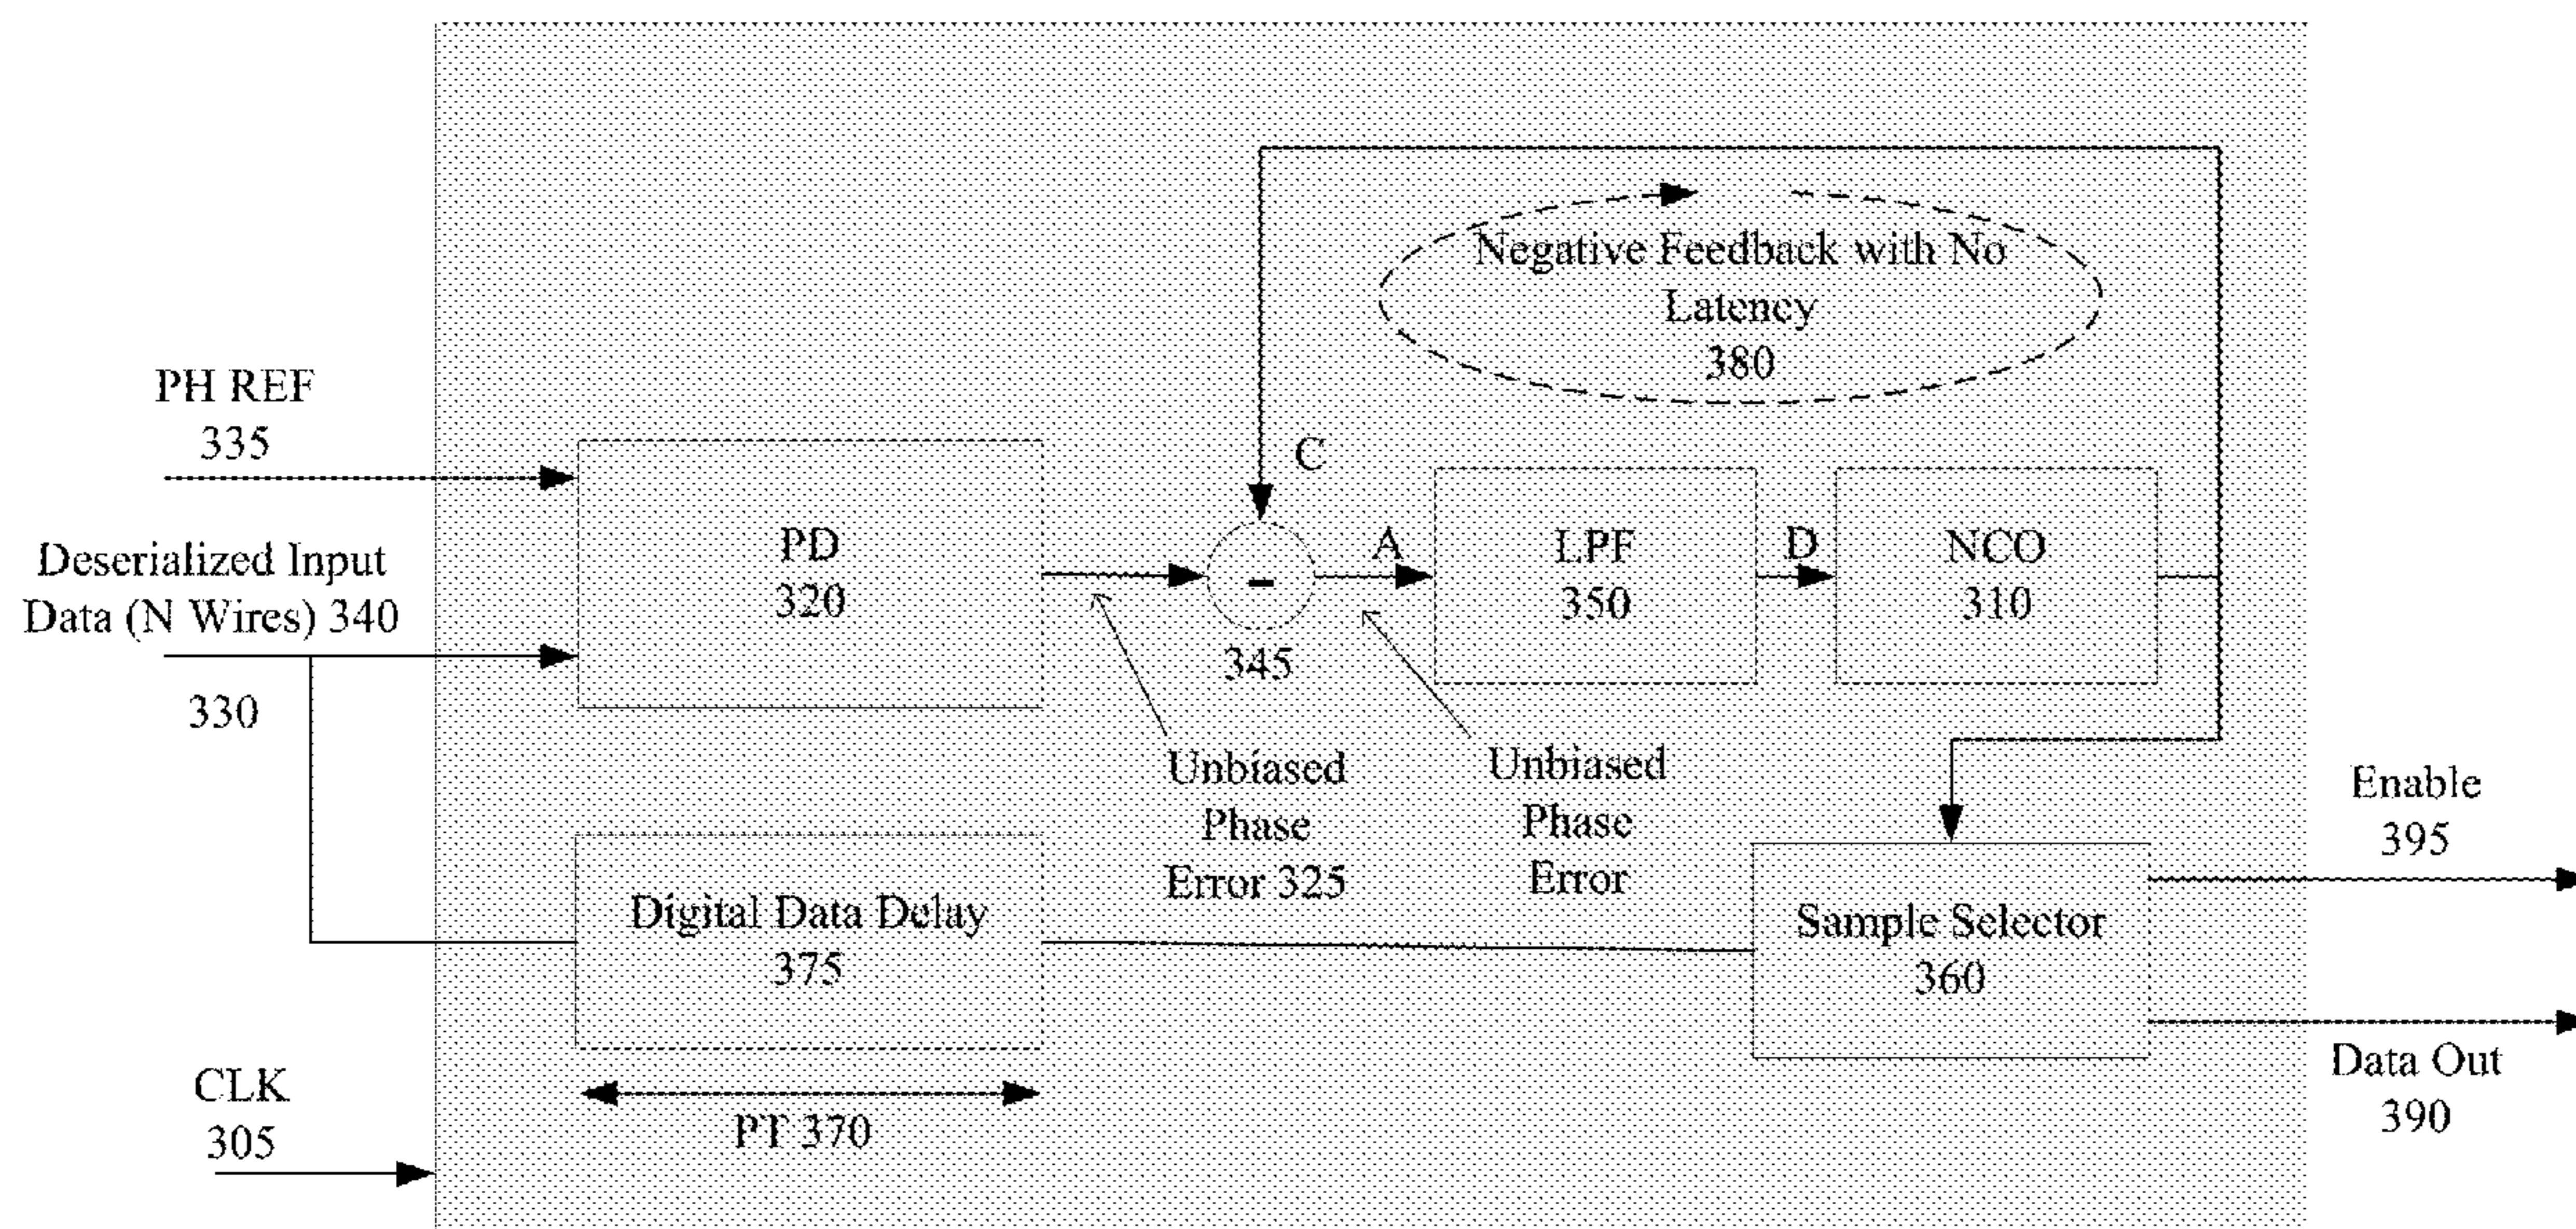 Negative Feedback with No
Latency
380
PH REF
335
C
Deserialized Input
Data (N Wires) 340
330
PD
320
-
345
A
LPF
350
D
NCO
310
Unbiased
Phase
Error 325
Unbiased
Phase
Error
Enable
395
Digital Data Delay
375
Sample Selector
360
CLK
305
PT 370
Data Out
390